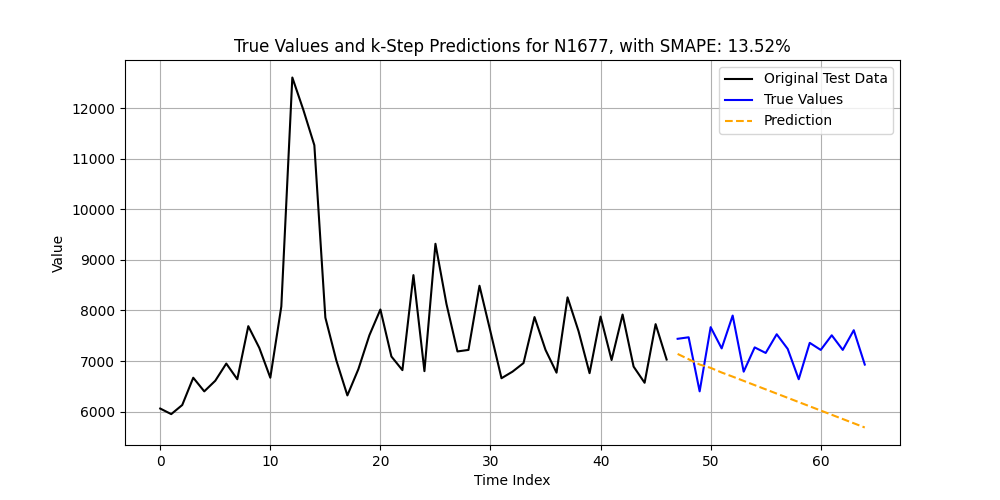 True Values and k-Step Predictions for N1677, with SMAPE: 13.52%
Original Test Data
True Values
Prediction
12000
11000
10000
9000
8000
7000
6000
Value
0
10
20
30
40
50
60
Time Index